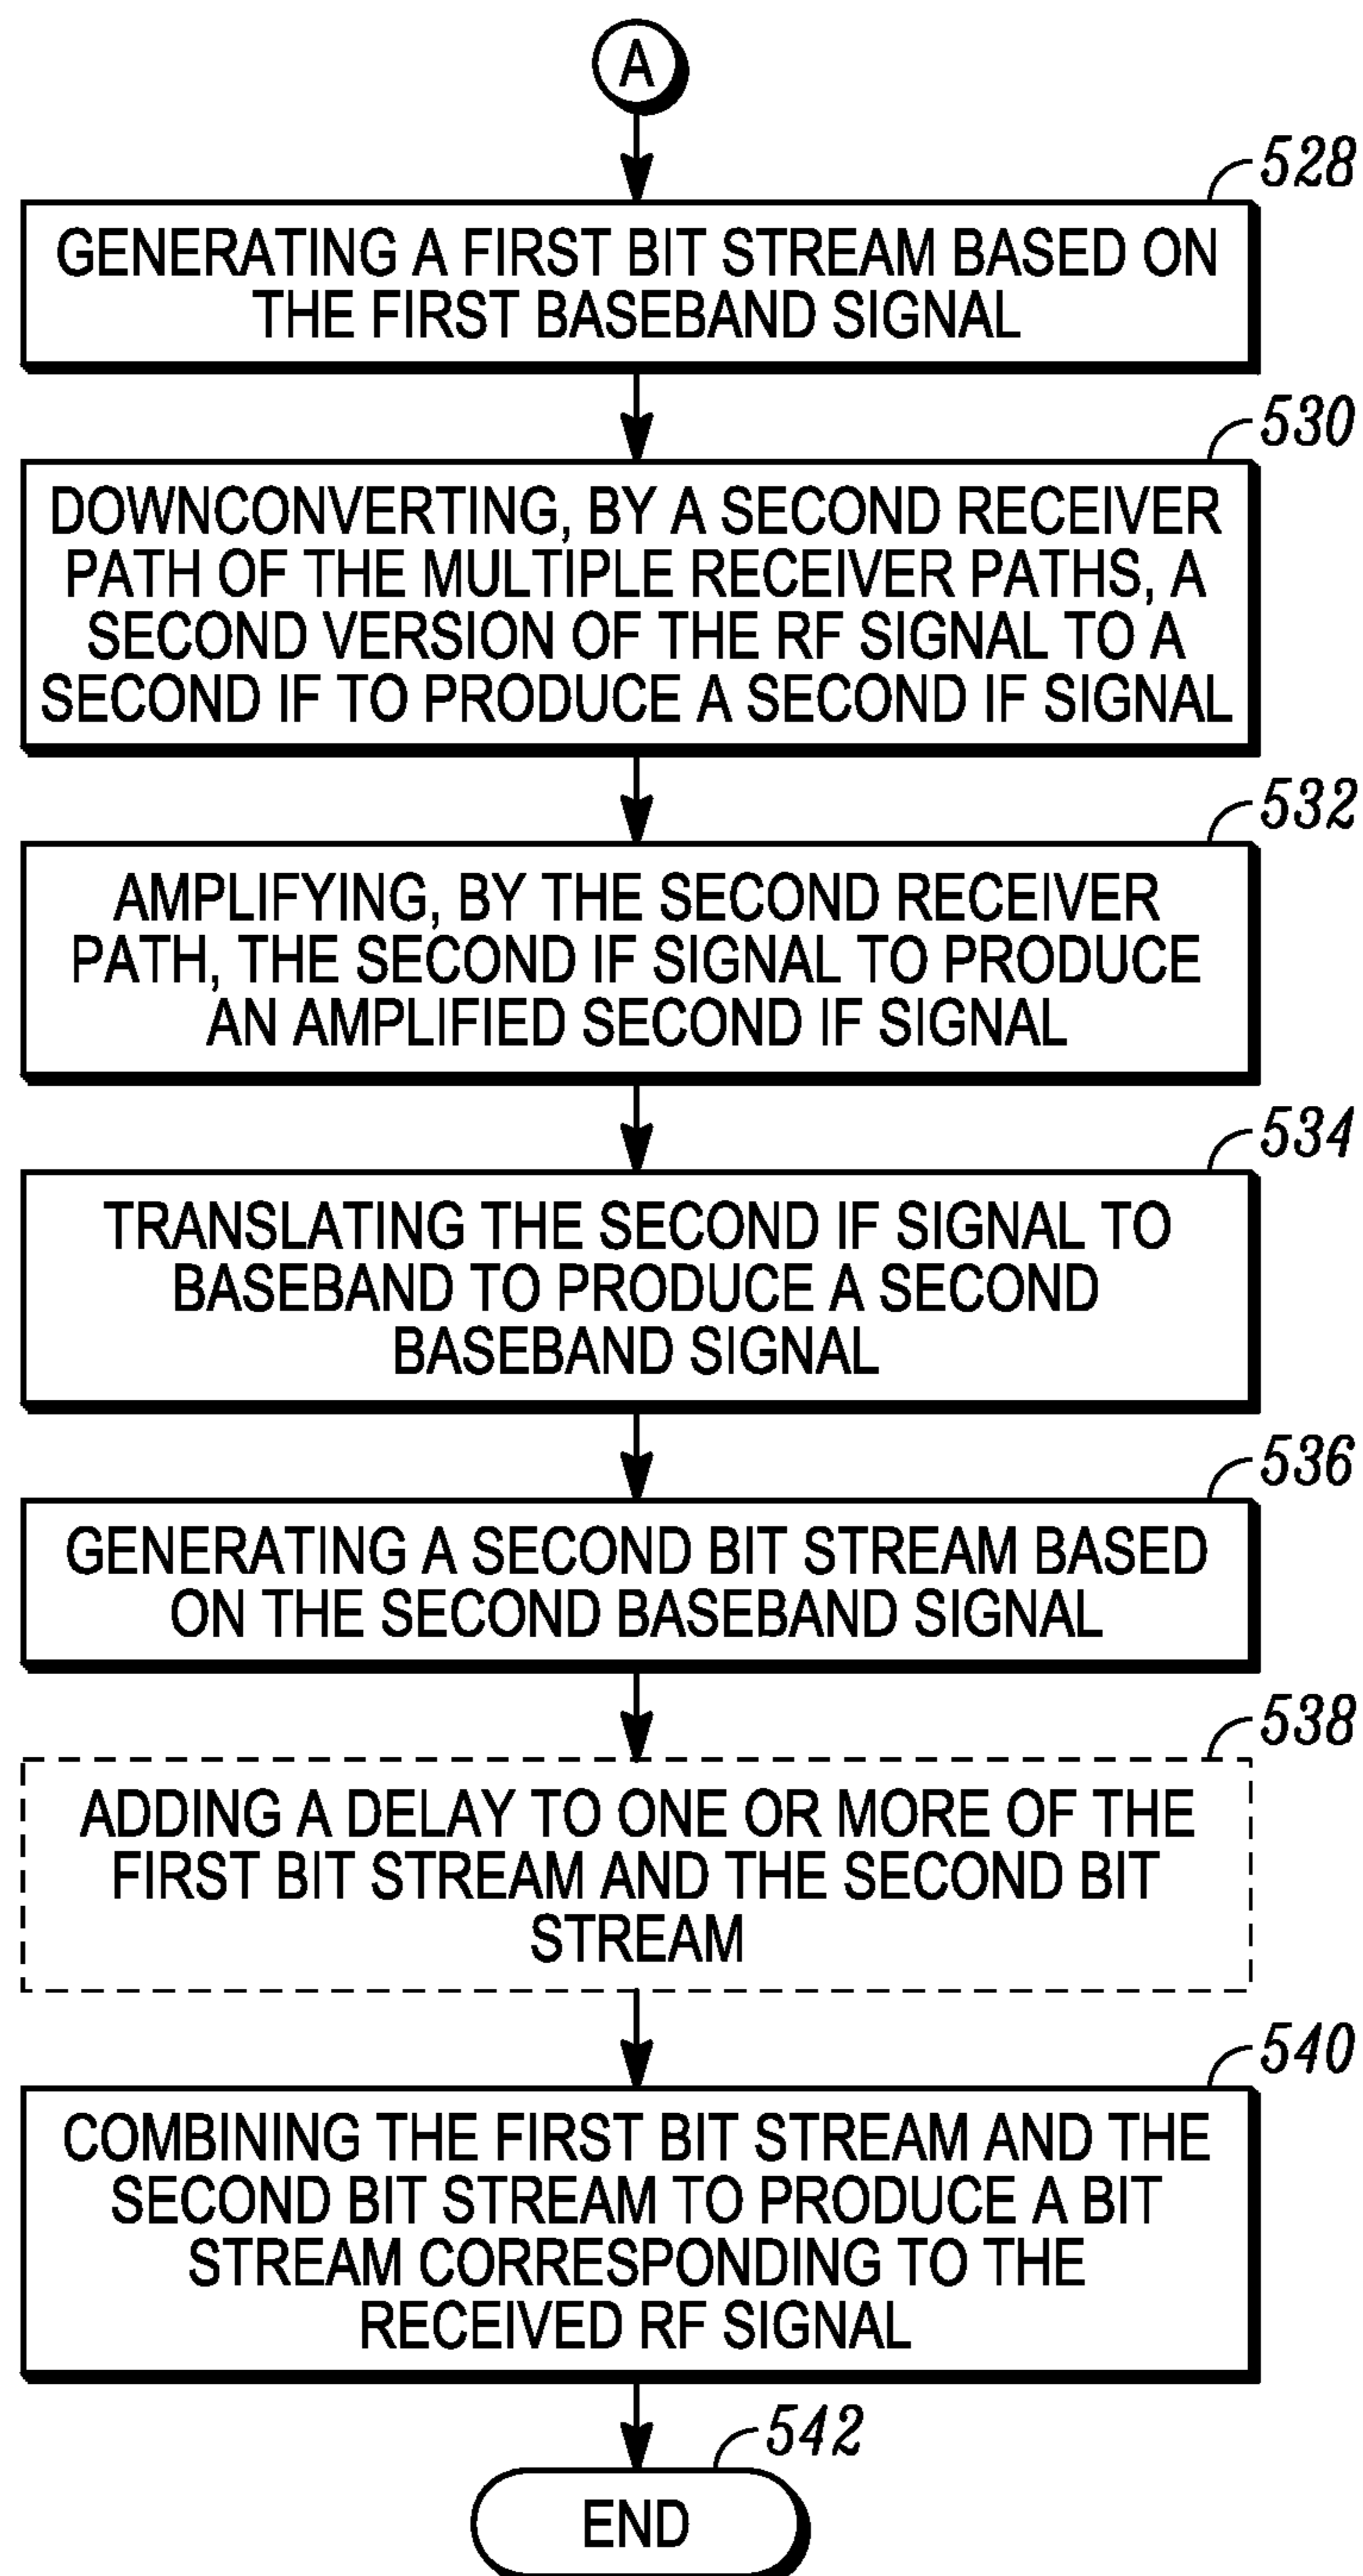 A
528
GENERATING A FIRST BIT STREAM BASED ON
THE FIRST BASEBAND SIGNAL
530
DOWNCONVERTING, BY A SECOND RECEIVER
PATH OF THE MULTIPLE RECEIVER PATHS, A
SECOND VERSION OF THE RF SIGNAL TO A
SECOND IF TO PRODUCE A SECOND IF SIGNAL
532
AMPLIFYING, BY THE SECOND RECEIVER
PATH, THE SECOND IF SIGNAL TO PRODUCE
AN AMPLIFIED SECOND IF SIGNAL
534
TRANSLATING THE SECOND IF SIGNAL TO
BASEBAND TO PRODUCE A SECOND
BASEBAND SIGNAL
536
GENERATING A SECOND BIT STREAM BASED
ON THE SECOND BASEBAND SIGNAL
538
ADDING A DELAY TO ONE OR MORE OF THE
FIRST BIT STREAM AND THE SECOND BIT
STREAM
540
COMBINING THE FIRST BIT STREAM AND THE
SECOND BIT STREAM TO PRODUCE A BIT
STREAM CORRESPONDING TO THE
RECEIVED RF SIGNAL
542
END